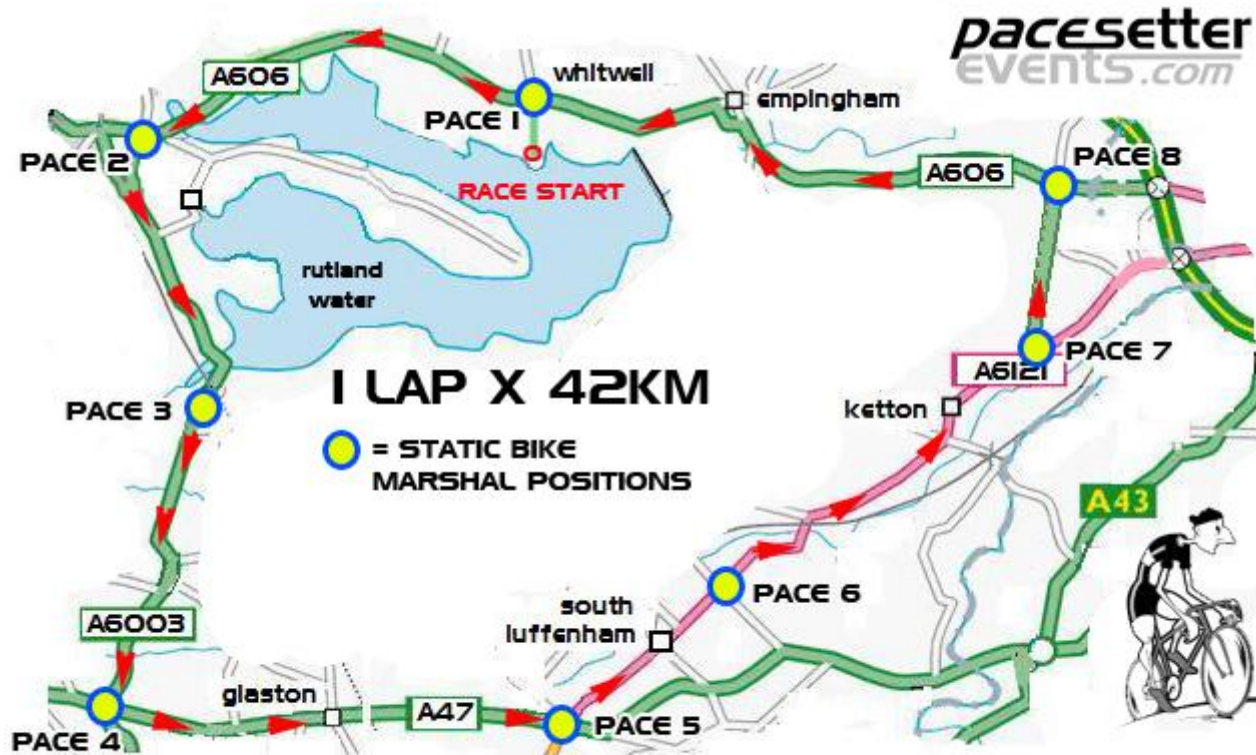 pacesetter
events.com
A606
whitwell
empingham
PACE 1
PACE 2
PACE 8
A606
RACE START
rutland
water
PACE 7
A6121
1 LAP X 42KM
PACE 3
ketton
= STATIC BIKE
MARSHAL POSITIONS
A43
PACE 6
south
luffenham
A6003
glaston
A47
PACE 5
PACE 4